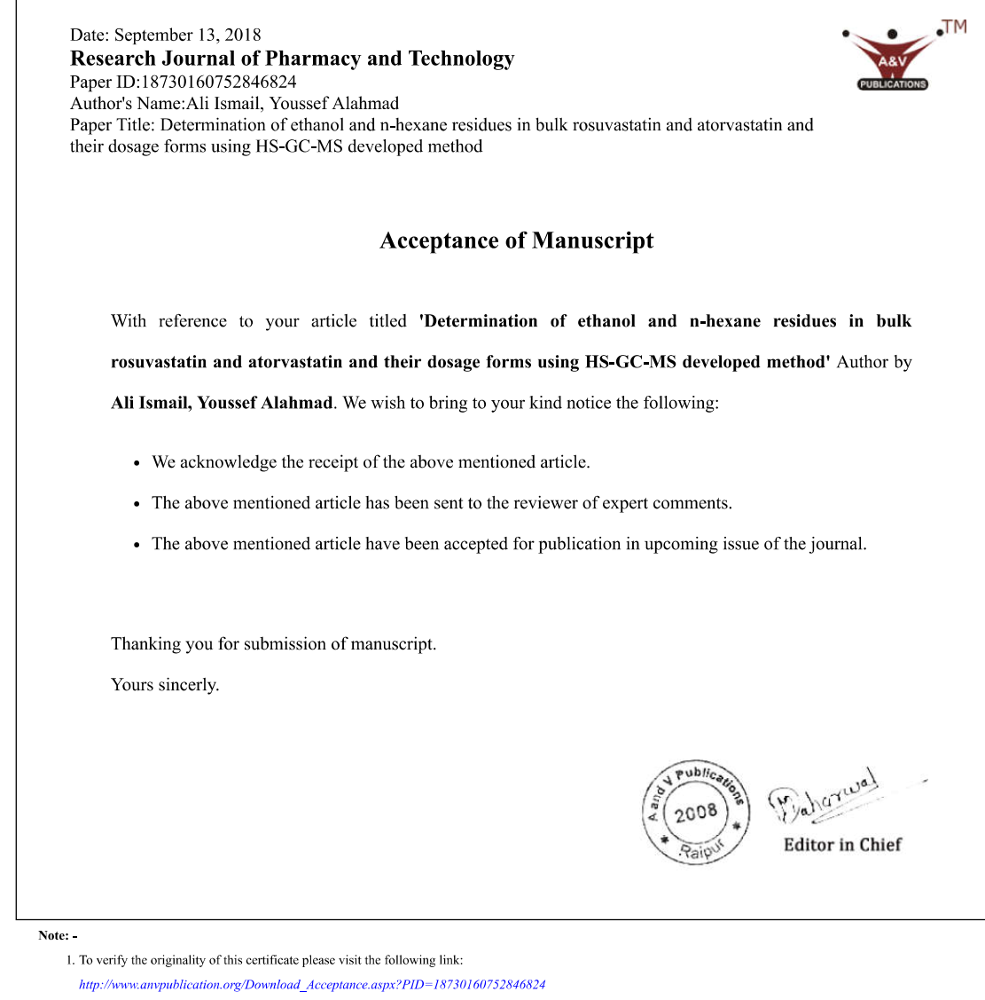 Date: September 13, 2018
Research Journal of Pharmacy and Technology
Paper ID:18730160752846824
Author's Name:Ali Ismail, Youssef Alahmad
Paper Title: Determination of ethanol and n-hexane residues in bulk rosuvastatin and atorvastatin and
their dosage forms using HS-GC-MS developed method
TM
A&V
PUBLICATIONS
Acceptance of Manuscript
With reference to your article titled 'Determination of ethanol and n-hexane residues in bulk
rosuvastatin and atorvastatin and their dosage forms using HS-GC-MS developed method' Author by
Ali Ismail, Youssef Alahmad. We wish to bring to your kind notice the following:
• We acknowledge the receipt of the above mentioned article.
• The above mentioned article has been sent to the reviewer of expert comments.
• The above mentioned article have been accepted for publication in upcoming issue of the journal.
Thanking you for submission of manuscript.
Yours sincerly.
A and V Publications
2008
* Raipur *
Editor in Chief
Note: -
1. To verify the originality of this certificate please visit the following link:
http://www.anvpublication.org/Download_Acceptance.aspx?PID=18730160752846824